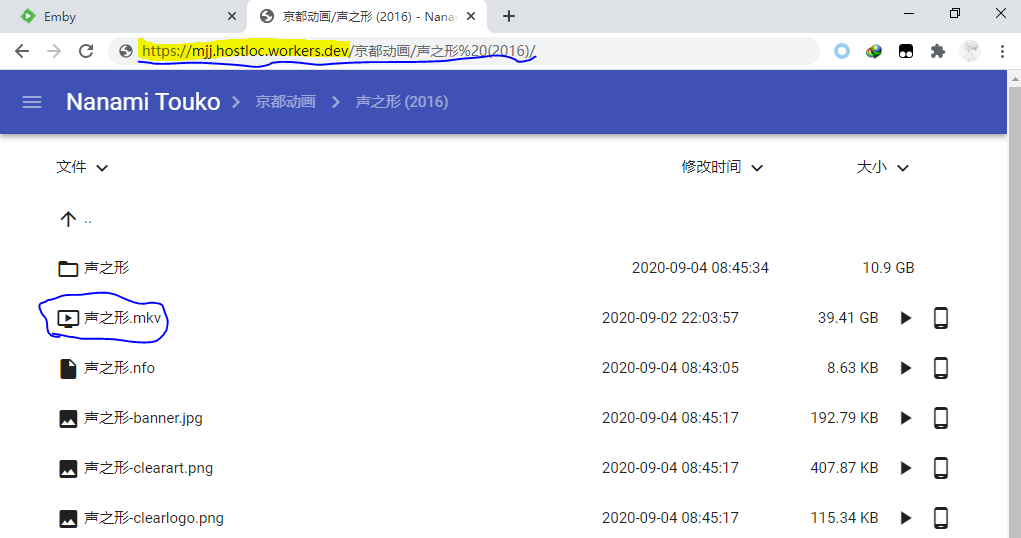 Emby
京都动画/声之形 (2016) - Nana
https://mjj.hostloc.workers.dev/京都动画/声之形%20(2016)/
Nanami Touko > 京都动画 > 声之形 (2016)
文件 修改时间 大小
..
声之形 2020-09-04 08:45:34 10.9 GB
声之形.mkv 2020-09-02 22:03:57 39.41 GB
声之形.nfo 2020-09-04 08:43:05 8.63 KB
声之形-banner.jpg 2020-09-04 08:45:17 192.79 KB
声之形-clearart.png 2020-09-04 08:45:17 407.87 KB
声之形-clearlogo.png 2020-09-04 08:45:17 115.34 KB